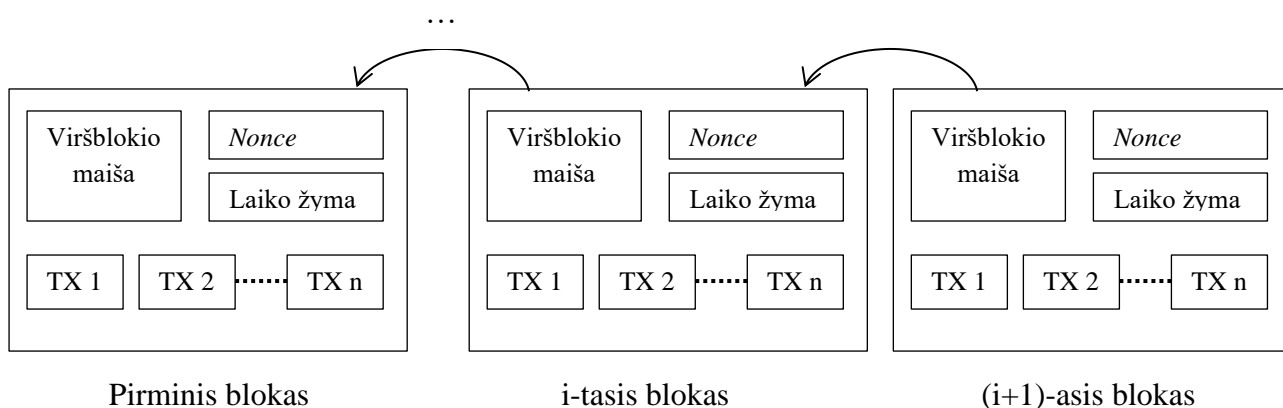 …
Viršblokio
maiša
Nonce
Laiko žyma
TX 1 TX 2 TX n
Viršblokio
maiša
Nonce
Laiko žyma
TX 1 TX 2 TX n
Viršblokio
maiša
Nonce
Laiko žyma
TX 1 TX 2 TX n
Pirminis blokas i-tasis blokas (i+1)-asis blokas